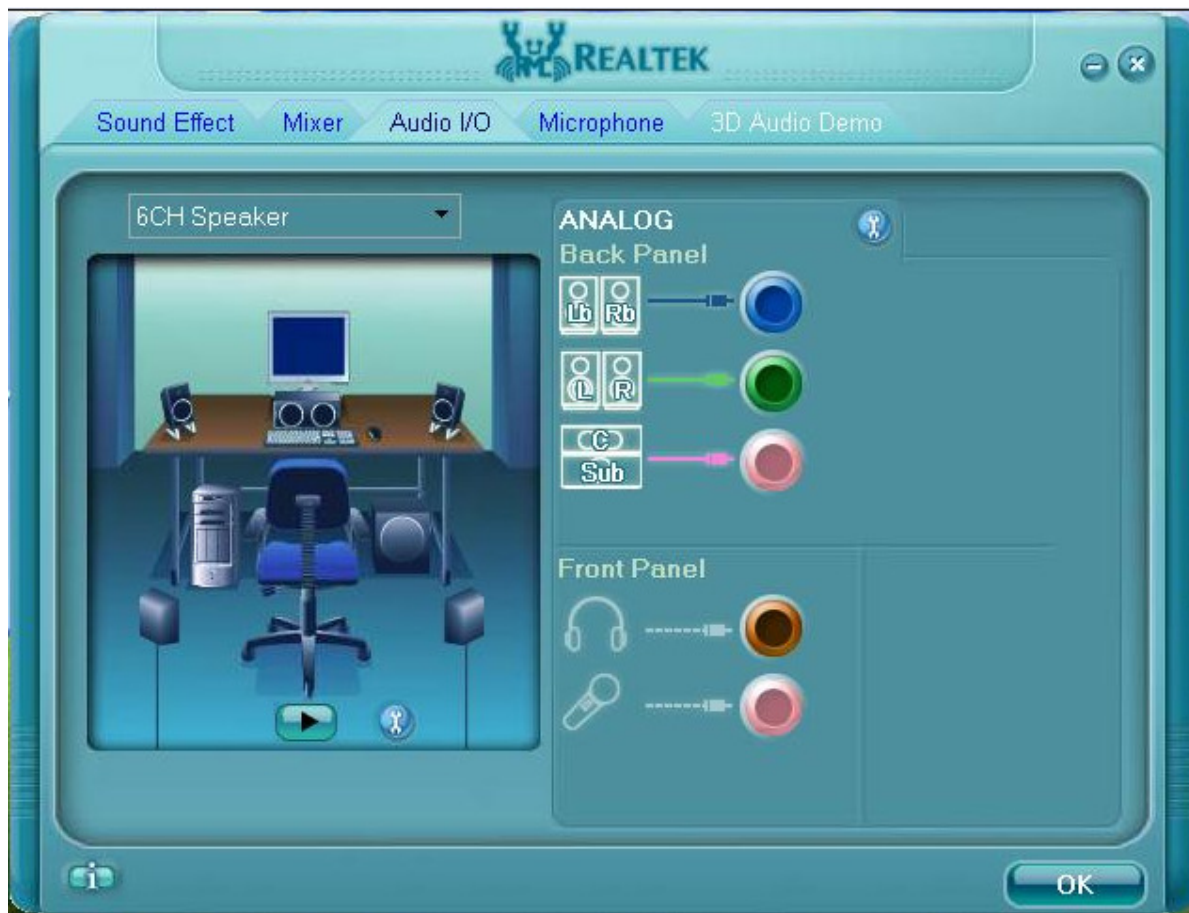 REALTEK
Sound Effect Mixer Audio I/O Microphone 3D Audio Demo
6CH Speaker
ANALOG
Back Panel
Lb Rb
L R
C
Sub
Front Panel
i
OK